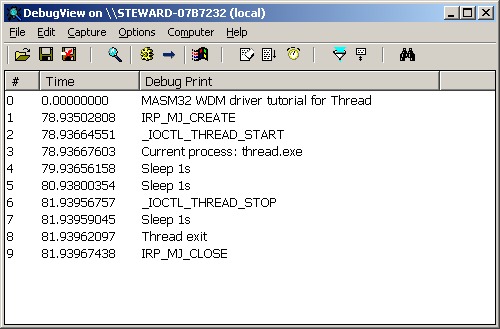 DebugView on \\STEWARD-07B7232 (local)
File Edit Capture Options Computer Help
# Time Debug Print
0 0.00000000 MASM32 WDM driver tutorial for Thread
1 78.93502808 IRP_MJ_CREATE
2 78.93664551 _IOCTL_THREAD_START
3 78.93667603 Current process: thread.exe
4 79.93656158 Sleep 1s
5 80.93800354 Sleep 1s
6 81.93956757 _IOCTL_THREAD_STOP
7 81.93959045 Sleep 1s
8 81.93962097 Thread exit
9 81.93967438 IRP_MJ_CLOSE